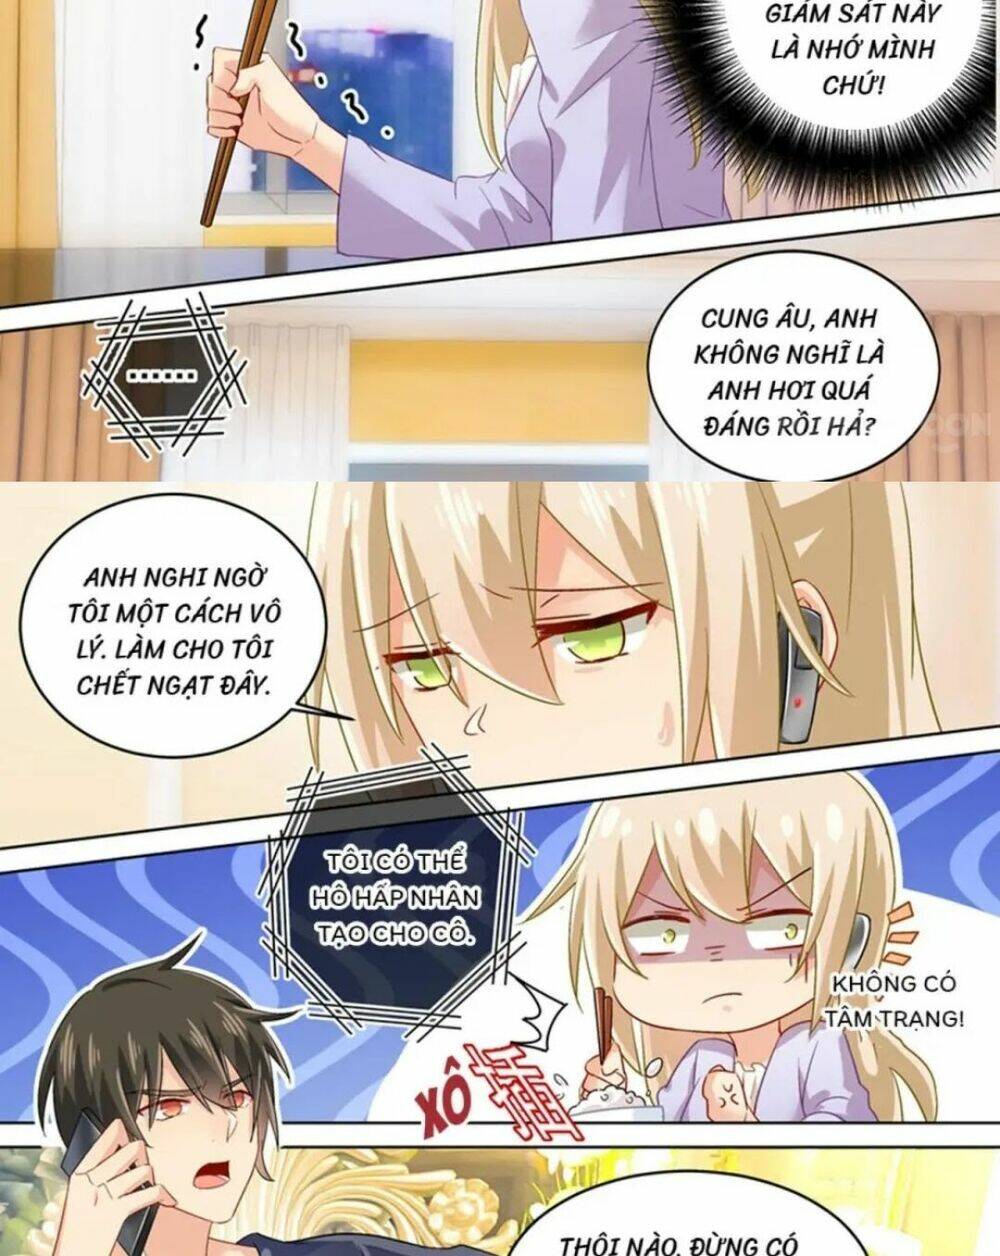 GIÁM SÁT NÀY
LÀ NHỚ MÌNH
CHỨ!
.......
CUNG ÂU, ANH
KHÔNG NGHĨ LÀ
ANH HƠI QUÁ
ĐÁNG RỒI HẢ?
ANH NGHI NGỜ
TÔI MỘT CÁCH VÔ
LÝ. LÀM CHO TÔI
CHẾT NGẠT ĐÂY.
TÔI CÓ THỂ
HÔ HẤP NHÂN
TẠO CHO CÔ.
KHÔNG CÓ
TÂM TRẠNG!
XÔ
插
THÔI NÀO, ĐỪNG CÓ